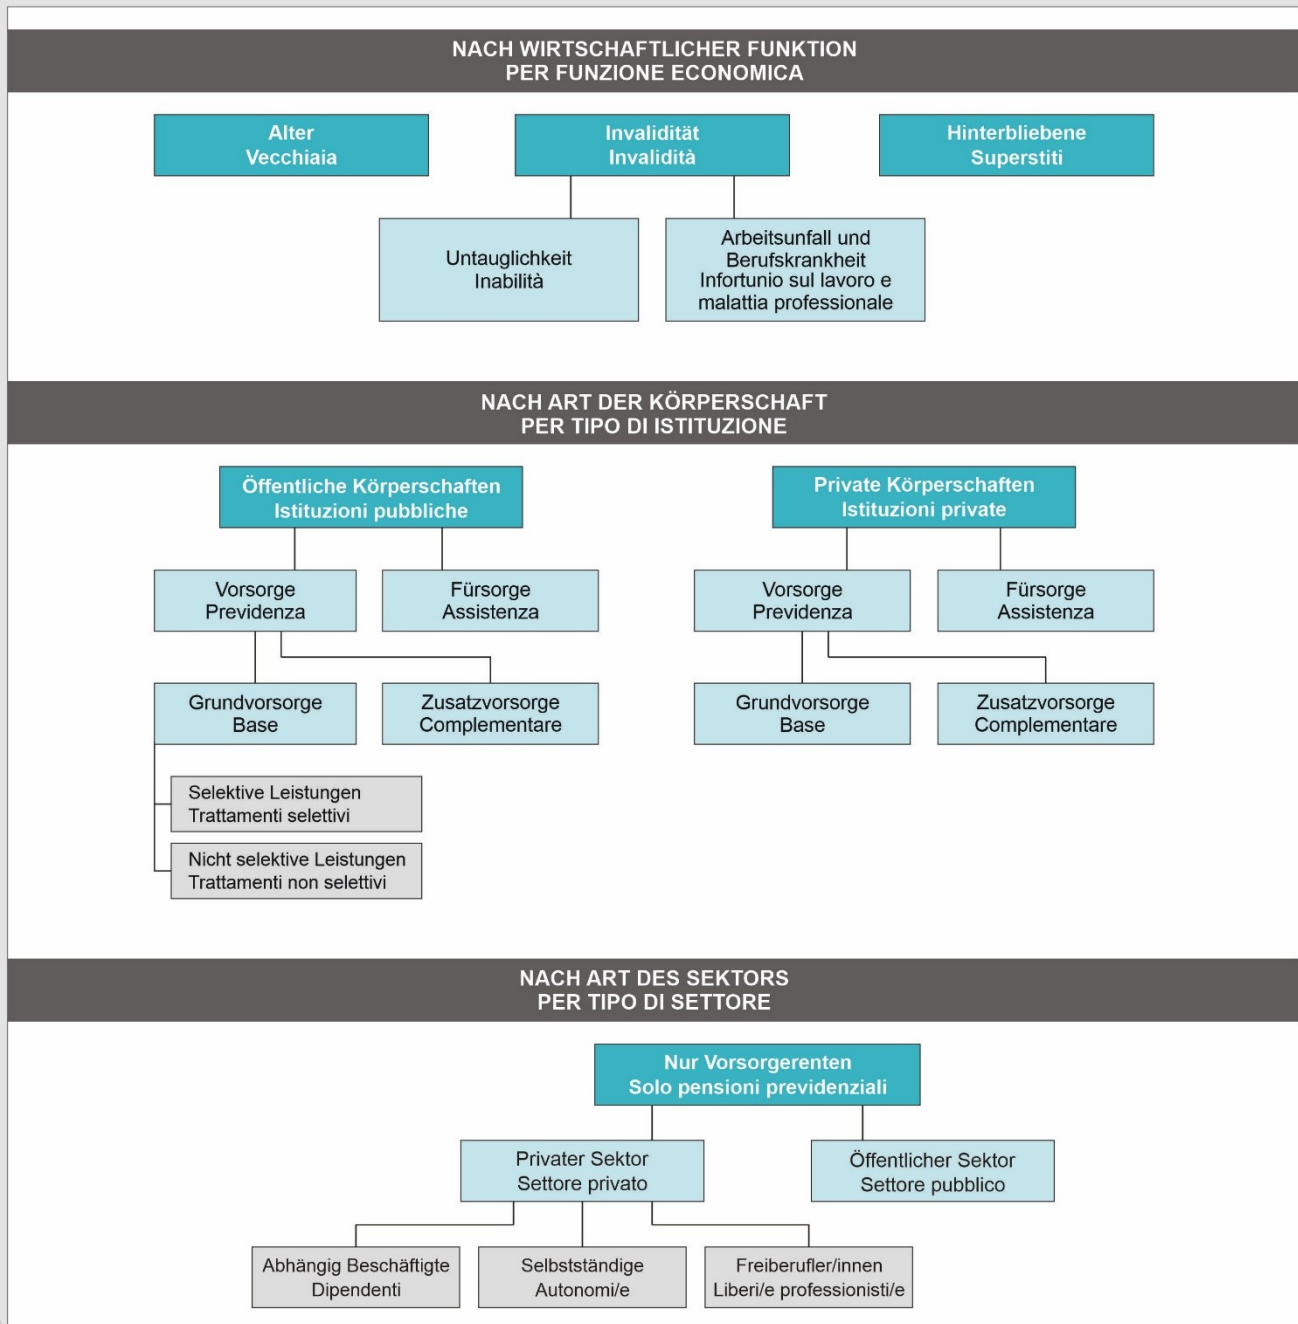 NACH WIRTSCHAFTLICHER FUNKTION
PER FUNZIONE ECONOMICA
Alter
Vecchiaia
Invalidität
Invalidità
Hinterbliebene
Superstiti
Untauglichkeit
Inabilità
Arbeitsunfall und
Berufskrankheit
Infortunio sul lavoro e
malattia professionale
NACH ART DER KÖRPERSCHAFT
PER TIPO DI ISTITUZIONE
Öffentliche Körperschaften
Istituzioni pubbliche
Private Körperschaften
Istituzioni private
Vorsorge
Previdenza
Fürsorge
Assistenza
Vorsorge
Previdenza
Fürsorge
Assistenza
Grundvorsorge
Base
Zusatzvorsorge
Complementare
Grundvorsorge
Base
Zusatzvorsorge
Complementare
Selektive Leistungen
Trattamenti selettivi
Nicht selektive Leistungen
Trattamenti non selettivi
NACH ART DES SEKTORS
PER TIPO DI SETTORE
Nur Vorsorgerenten
Solo pensioni previdenziali
Privater Sektor
Settore privato
Öffentlicher Sektor
Settore pubblico
Abhängig Beschäftigte
Dipendenti
Selbstständige
Autonomi/e
Freiberufler/innen
Liberi/e professionisti/e